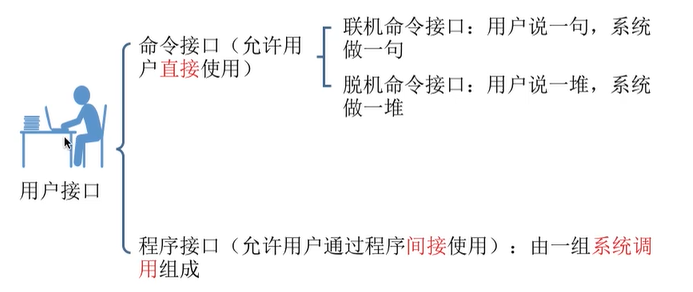 命令接口（允许用
户直接使用）
联机命令接口：用户说一句，系统
做一句
脱机命令接口：用户说一堆，系统
做一堆
用户接口
程序接口（允许用户通过程序间接使用）：由一组系统调
用组成